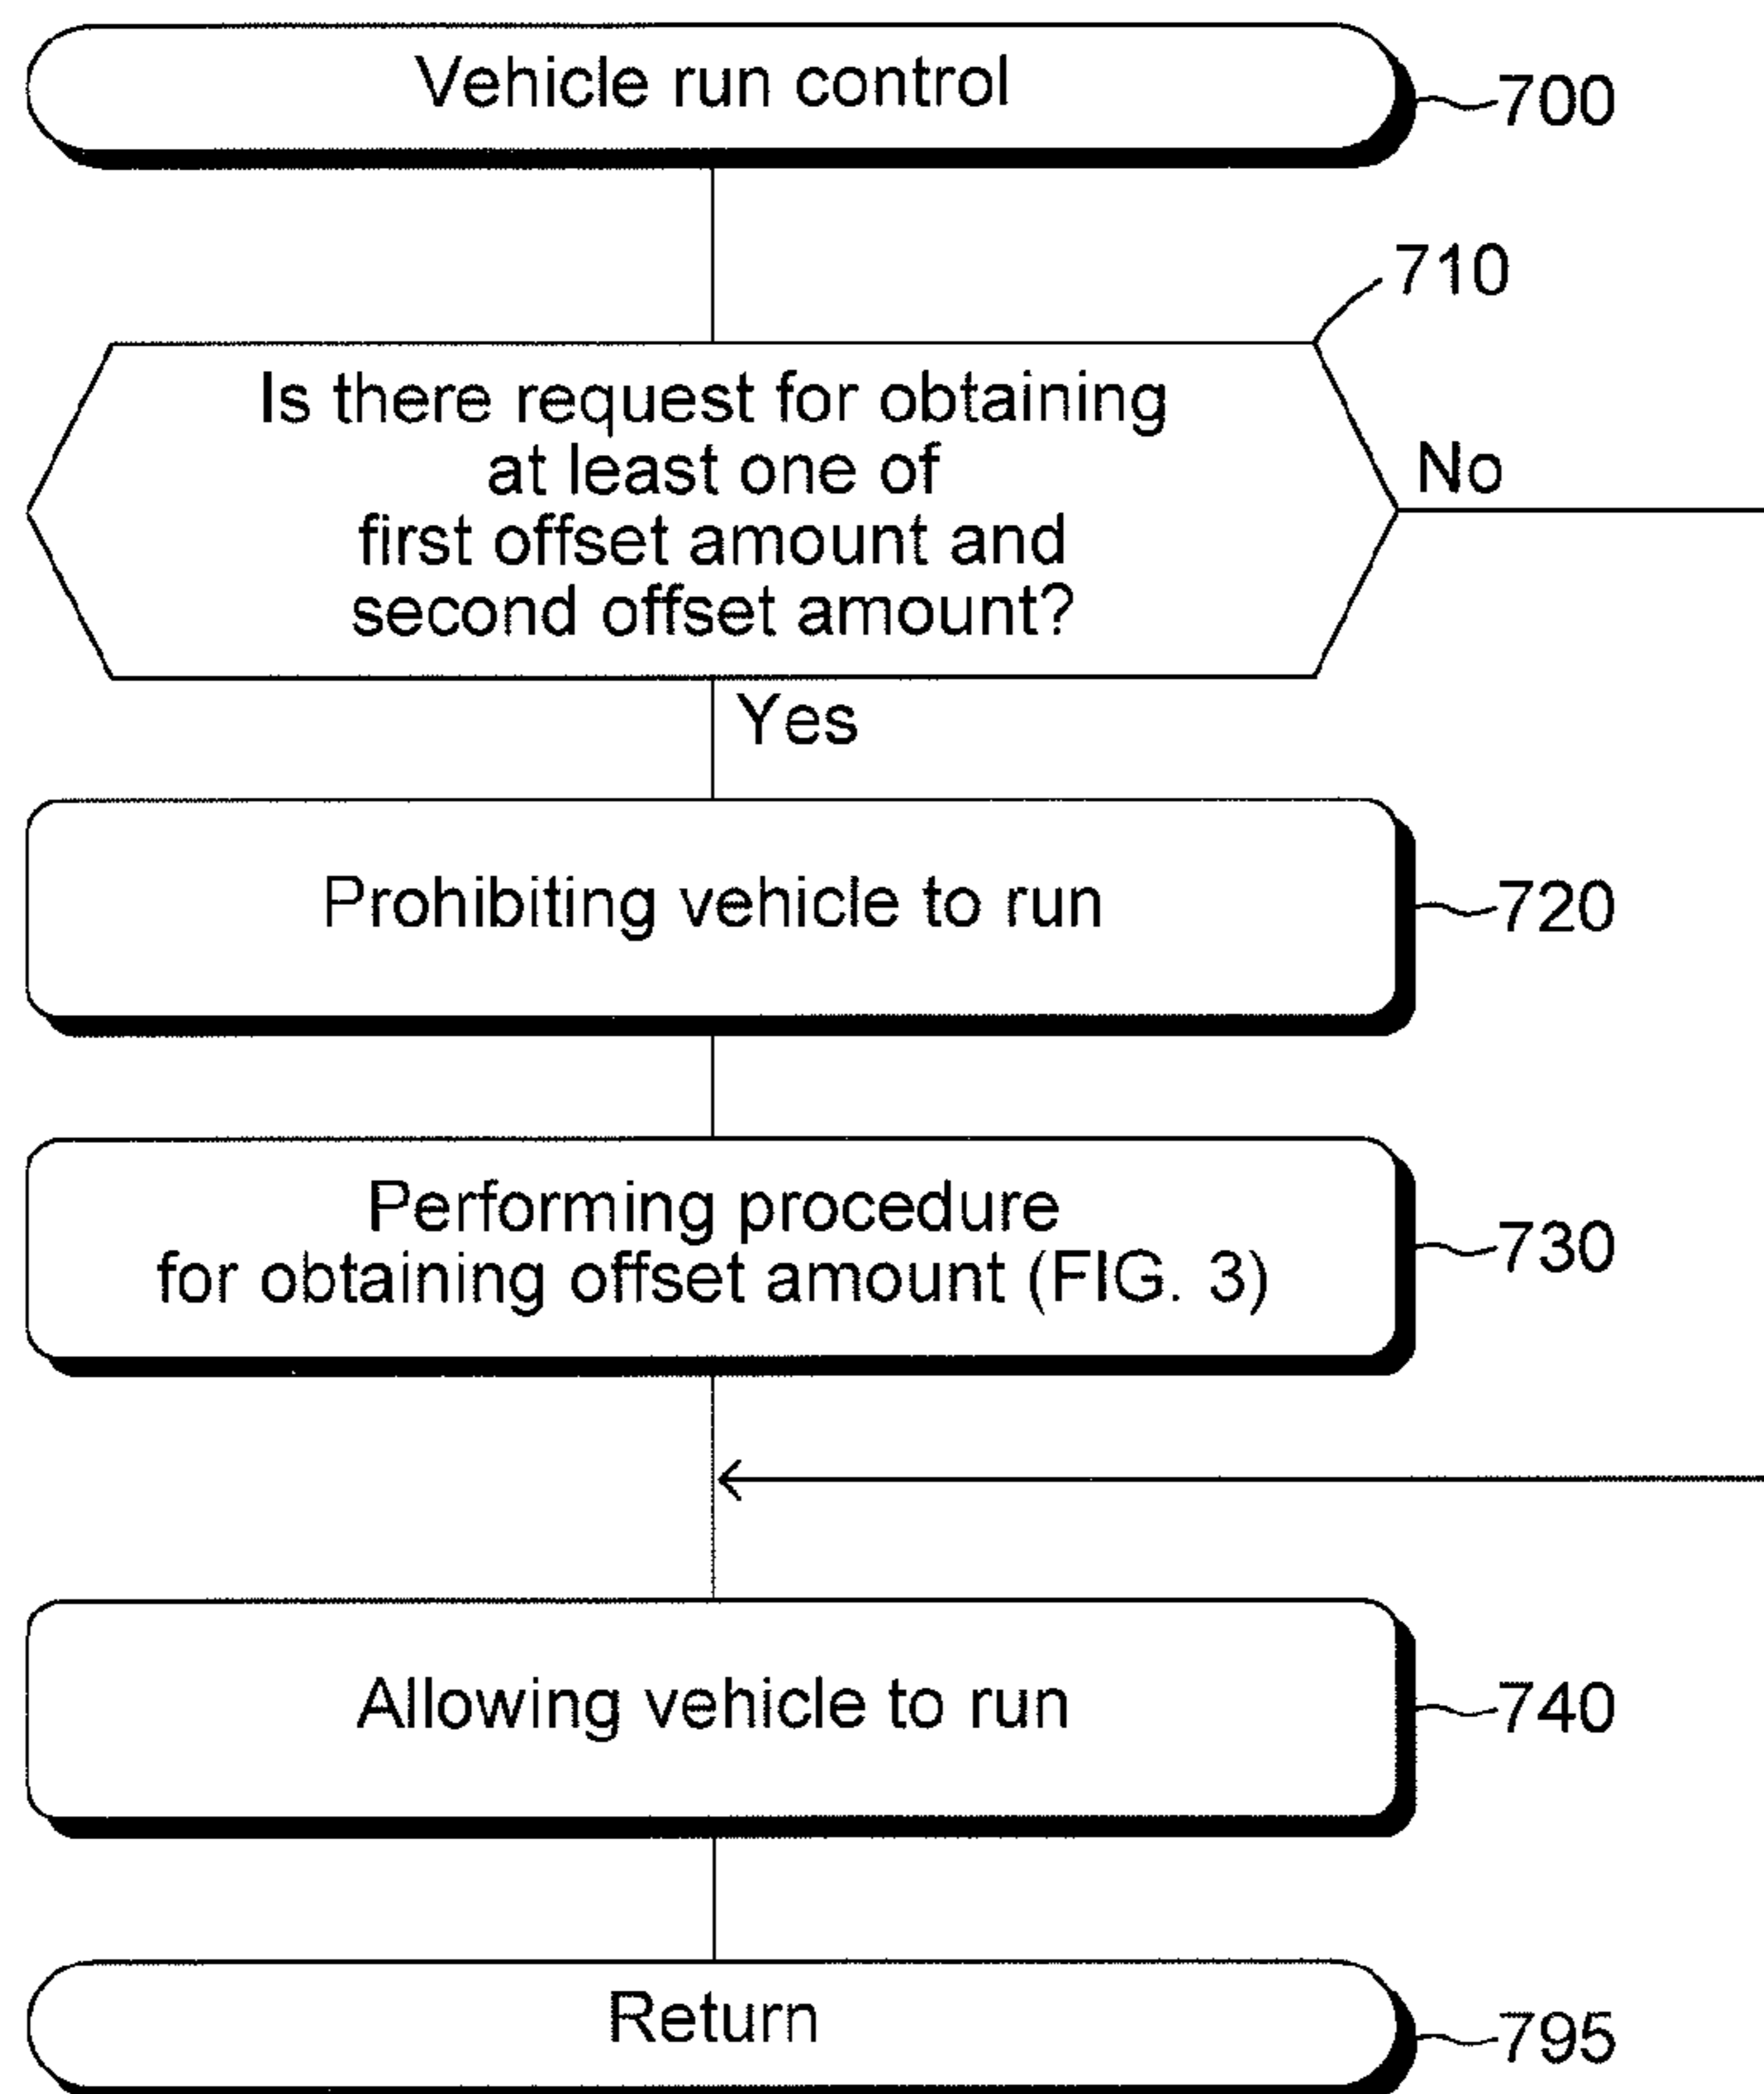 Vehicle run control
700
710
Is there request for obtaining
at least one of
first offset amount and
second offset amount?
No
Yes
Prohibiting vehicle to run
720
Performing procedure
for obtaining offset amount (FIG. 3)
730
Allowing vehicle to run
740
Return
795